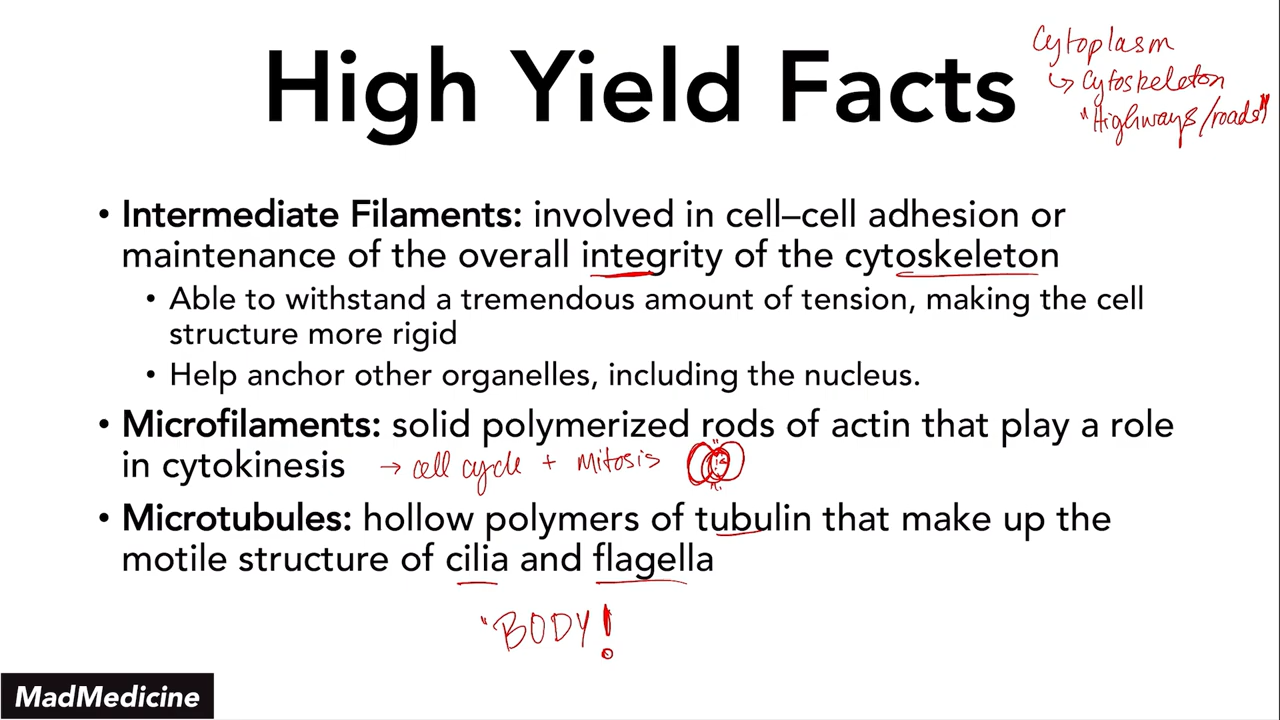 High Yield Facts
Cytoplasm
↳ Cytoskeleton
"Highways/roads"
• Intermediate Filaments: involved in cell–cell adhesion or
maintenance of the overall integrity of the cytoskeleton
• Able to withstand a tremendous amount of tension, making the cell
structure more rigid
• Help anchor other organelles, including the nucleus.
• Microfilaments: solid polymerized rods of actin that play a role
in cytokinesis → cell cycle + mitosis
• Microtubules: hollow polymers of tubulin that make up the
motile structure of cilia and flagella
"BODY!
MadMedicine